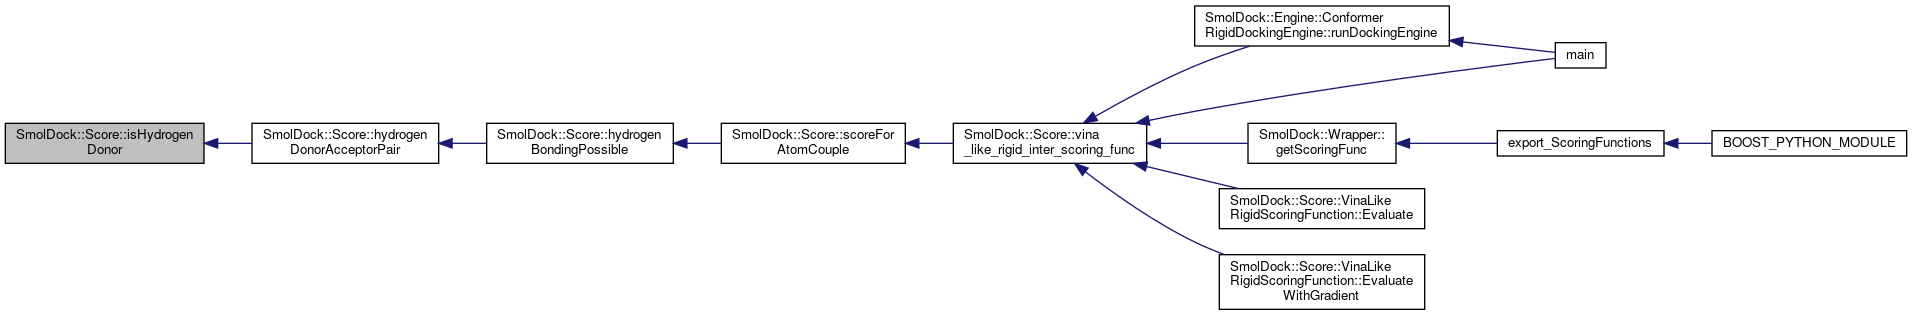 SmolDock::Score::isHydrogen
Donor
SmolDock::Score::hydrogen
DonorAcceptorPair
SmolDock::Score::hydrogen
BondingPossible
SmolDock::Score::scoreFor
AtomCouple
SmolDock::Score::vina
_like_rigid_inter_scoring_func
SmolDock::Engine::Conformer
RigidDockingEngine::runDockingEngine
main
SmolDock::Wrapper::
getScoringFunc
export_ScoringFunctions
BOOST_PYTHON_MODULE
SmolDock::Score::VinaLike
RigidScoringFunction::Evaluate
SmolDock::Score::VinaLike
RigidScoringFunction::Evaluate
WithGradient